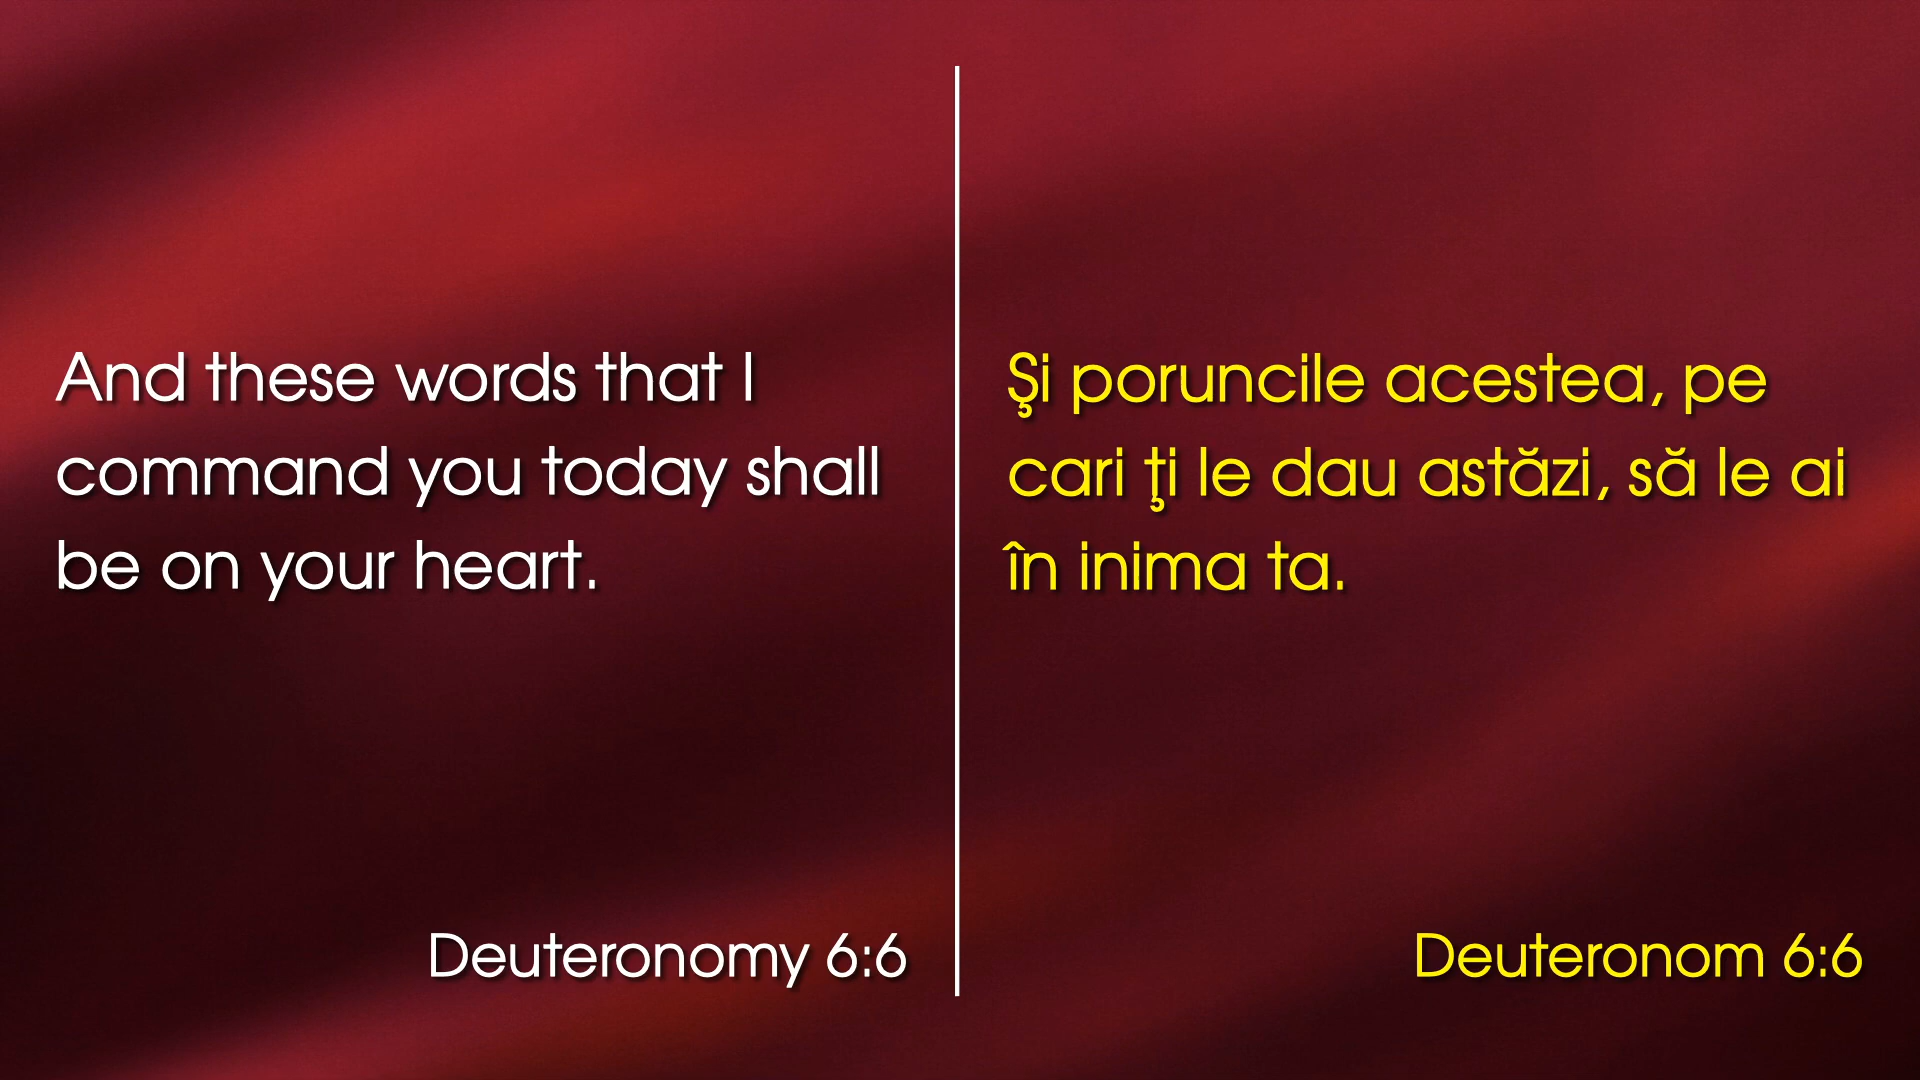 And these words that I
command you today shall
be on your heart.
Deuteronomy 6:6
Şi poruncile acestea, pe
cari ţi le dau astăzi, să le ai
în inima ta.
Deuteronom 6:6